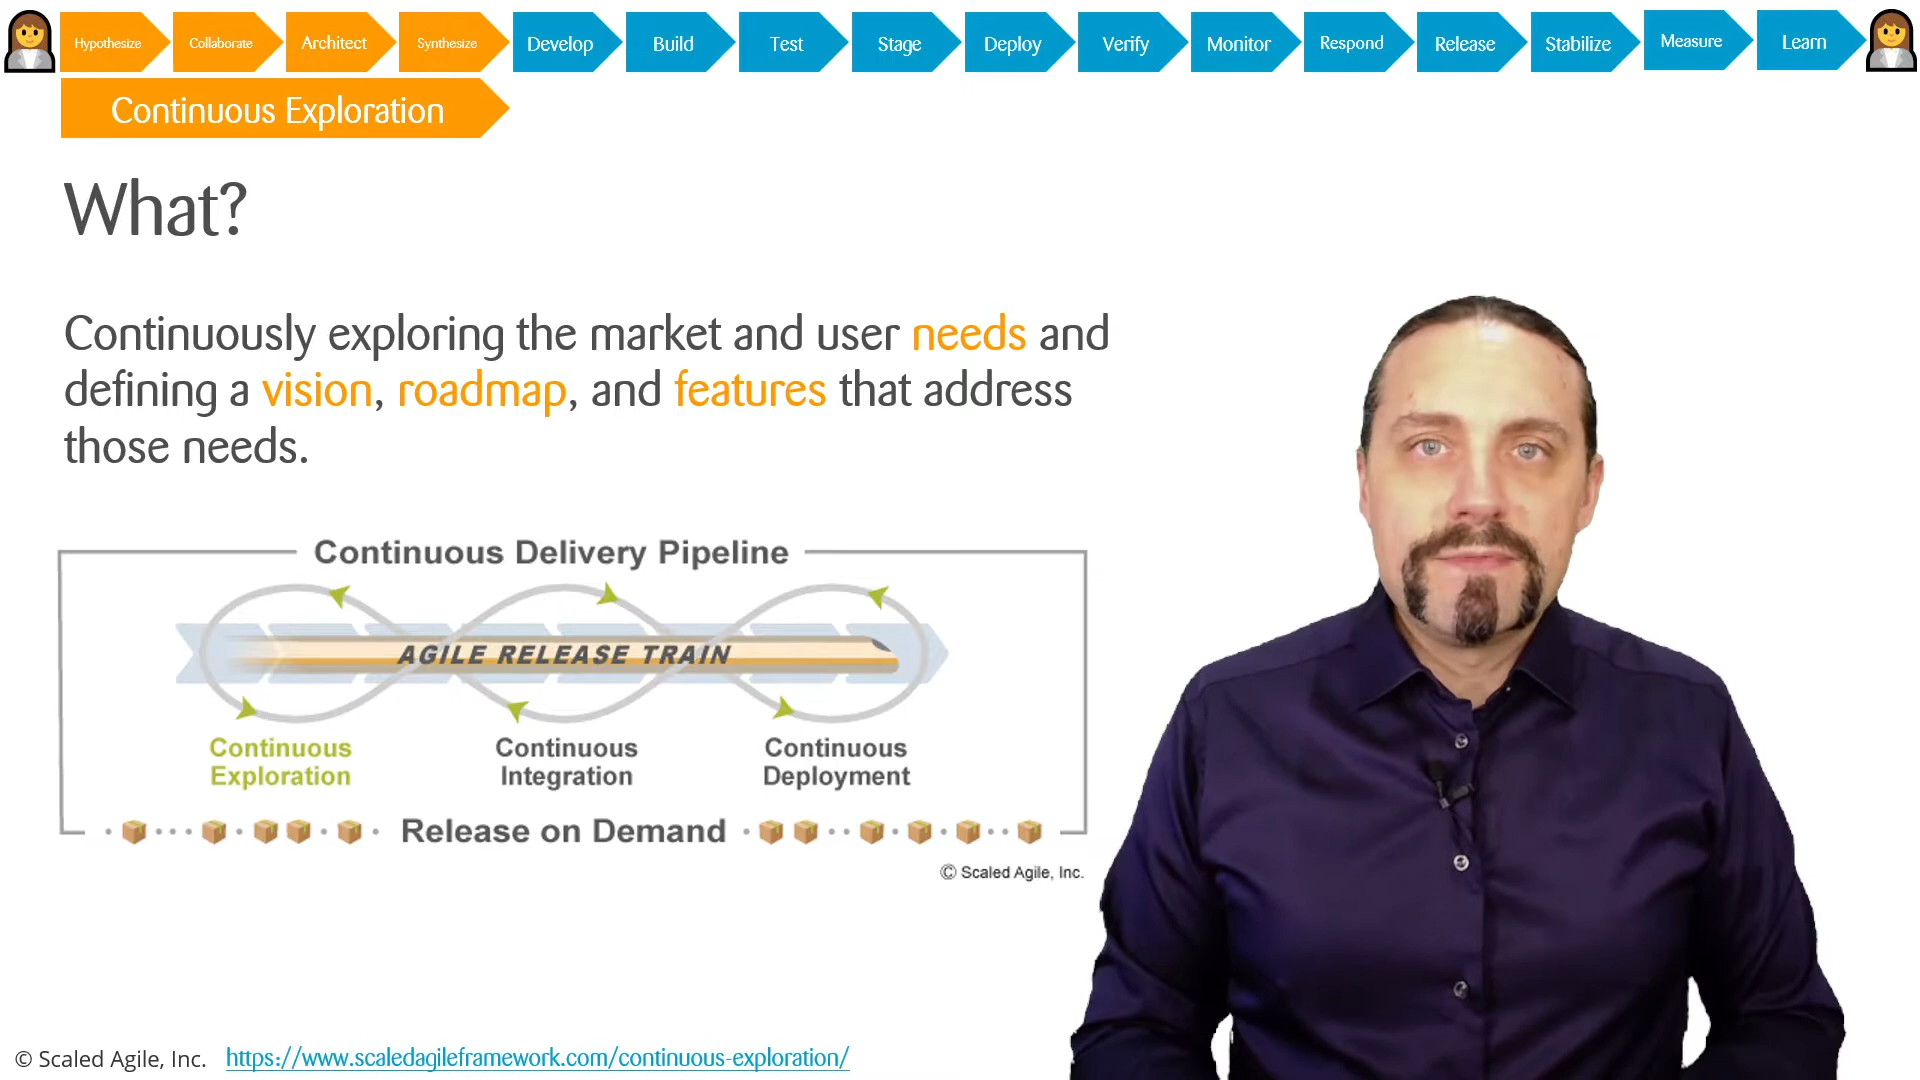 Hypothesize Collaborate Architect Synthesize Develop Build Test Stage Deploy Verify Monitor Respond Release Stabilize Measure Learn
Continuous Exploration
What?
Continuously exploring the market and user needs and
defining a vision, roadmap, and features that address
those needs.
Continuous Delivery Pipeline
AGILE RELEASE TRAIN
Continuous
Exploration
Continuous
Integration
Continuous
Deployment
Release on Demand
© Scaled Agile, Inc.
© Scaled Agile, Inc. https://www.scaledagileframework.com/continuous-exploration/